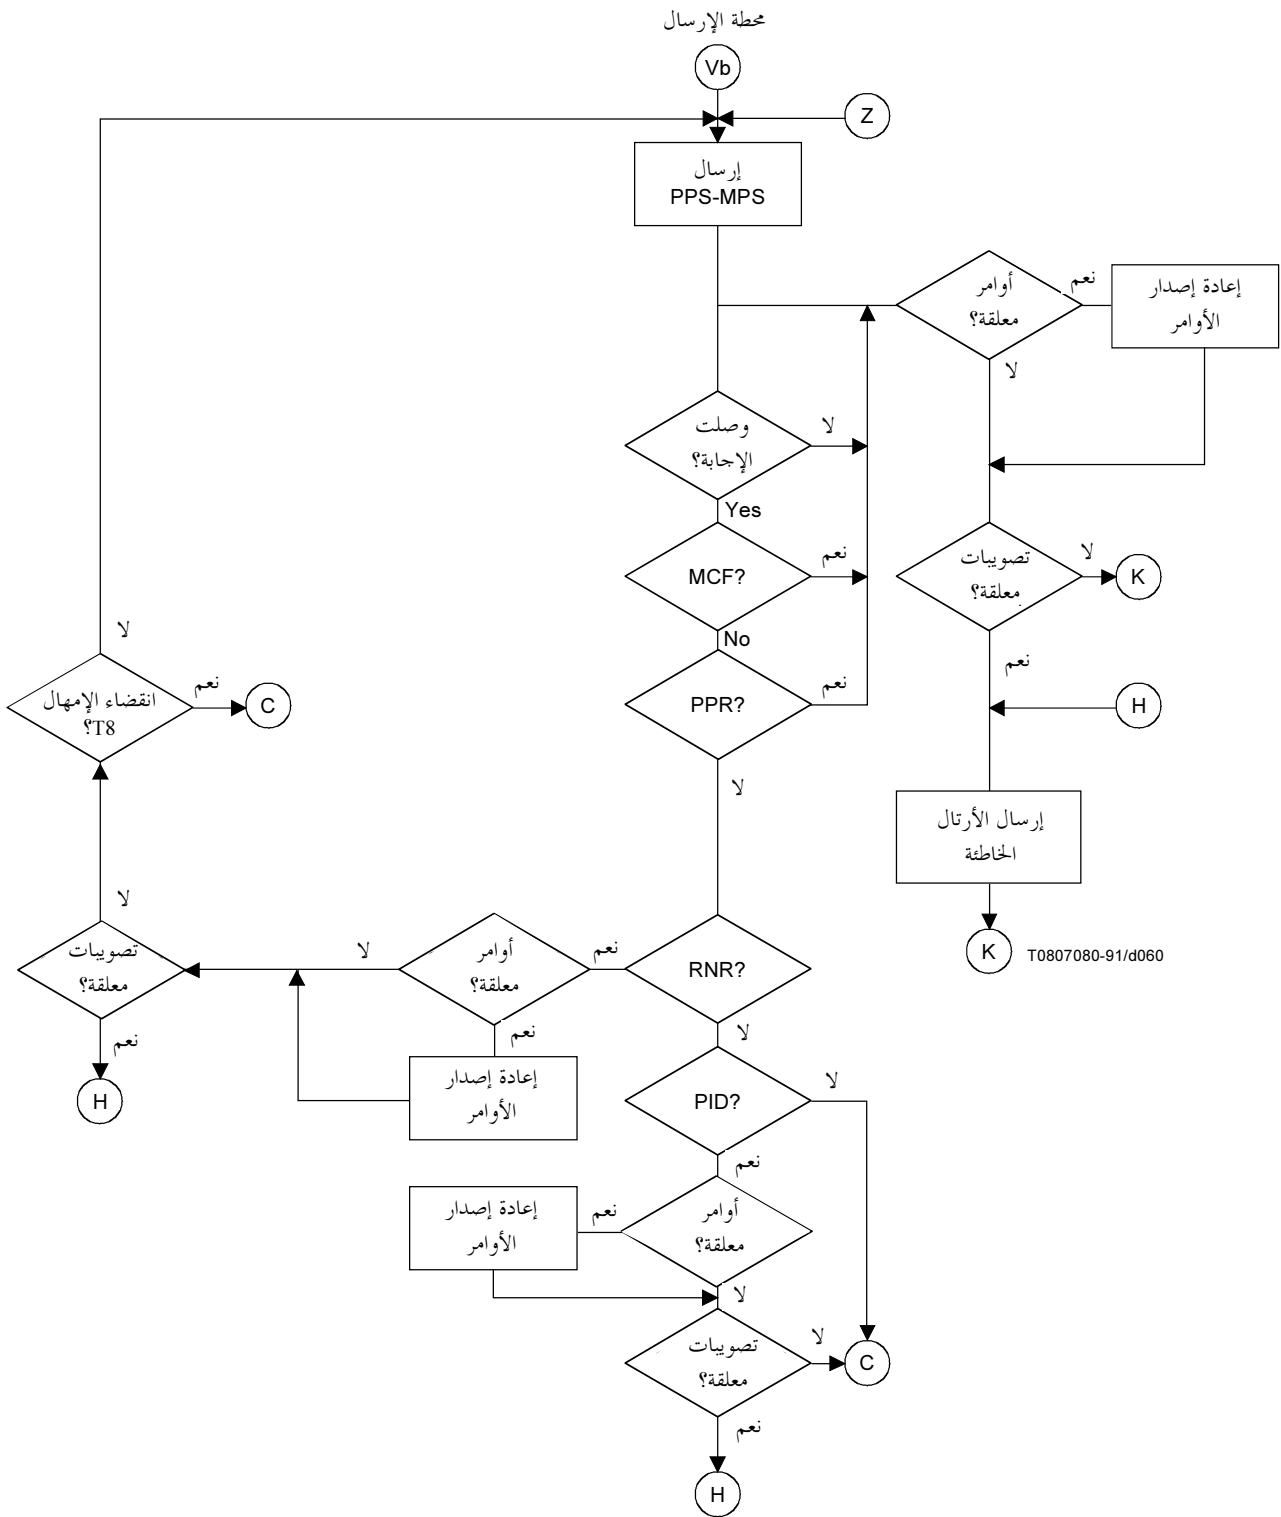 محطة الإرسال
Vb
Z
إرسال
PPS-MPS
أوامر
معلقة؟
نعم
إعادة إصدار
الأوامر
لا
وصلت
الإجابة؟
لا
Yes
MCF?
نعم
تصويبات
معلقة؟
لا
K
No
PPR?
نعم
نعم
H
لا
انقضاء الإمهال
T8؟
نعم
C
لا
إرسال الأرتال
الخاطئة
K
T0807080-91/d060
لا
تصويبات
معلقة؟
لا
أوامر
معلقة؟
نعم
RNR?
نعم
H
نعم
إعادة إصدار
الأوامر
لا
PID?
لا
نعم
إعادة إصدار
الأوامر
نعم
أوامر
معلقة؟
لا
تصويبات
معلقة؟
لا
C
نعم
H